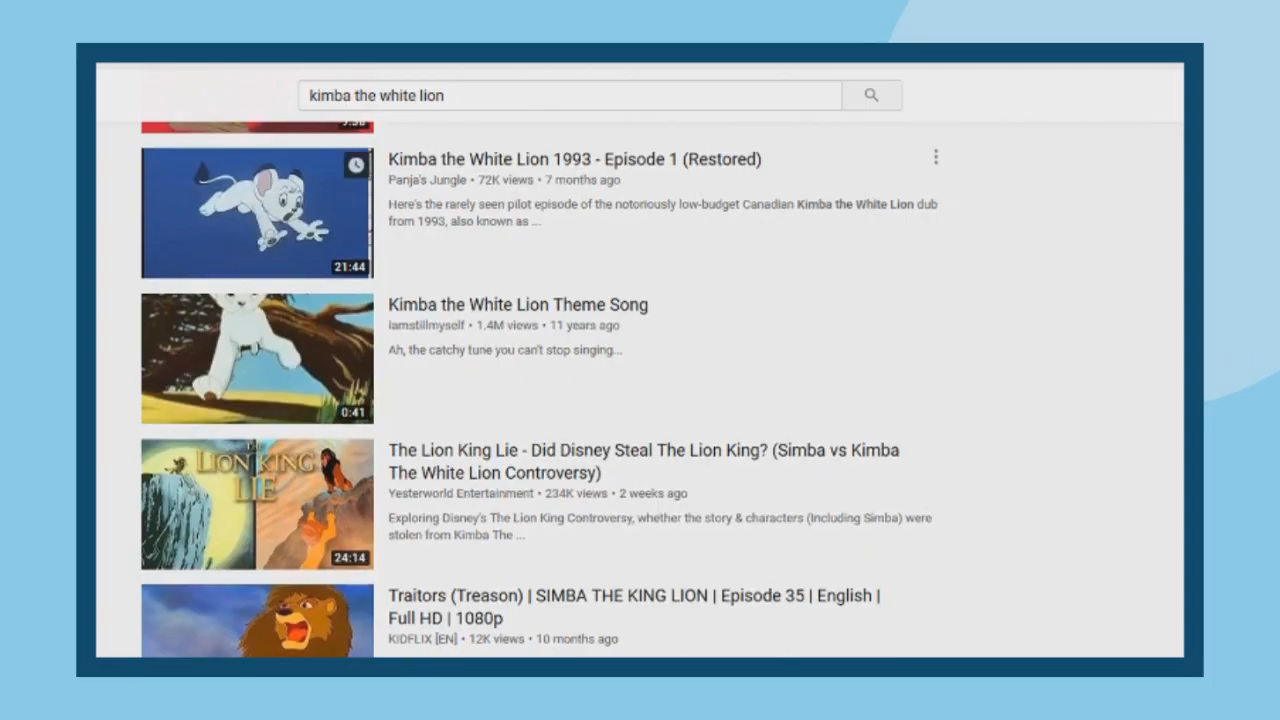 kimba the white lion
9:58
Kimba the White Lion 1993 - Episode 1 (Restored)
Panja's Jungle • 72K views • 7 months ago
Here's the rarely seen pilot episode of the notoriously low-budget Canadian Kimba the White Lion dub
from 1993, also known as ...
21:44
Kimba the White Lion Theme Song
iamstillmyself • 1.4M views • 11 years ago
Ah, the catchy tune you can't stop singing...
0:41
The Lion King Lie - Did Disney Steal The Lion King? (Simba vs Kimba
The White Lion Controversy)
Yesterworld Entertainment • 234K views • 2 weeks ago
Exploring Disney's The Lion King Controversy, whether the story & characters (Including Simba) were
stolen from Kimba The ...
THE
LION KING
LIE
24:14
Traitors (Treason) | SIMBA THE KING LION | Episode 35 | English |
Full HD | 1080p
KIDFLIX [EN] • 12K views • 10 months ago